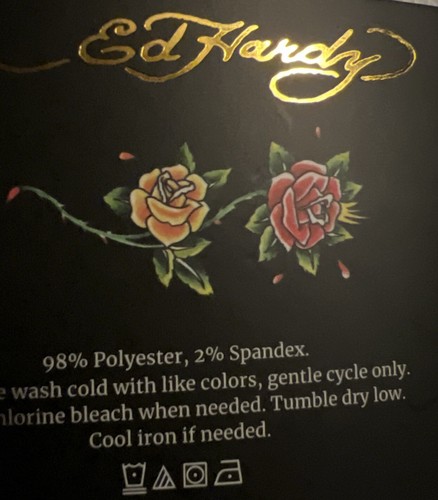 Ed Hardy
98% Polyester, 2% Spandex.
wash cold with like colors, gentle cycle only.
bleach when needed. Tumble dry low.
Cool iron if needed.